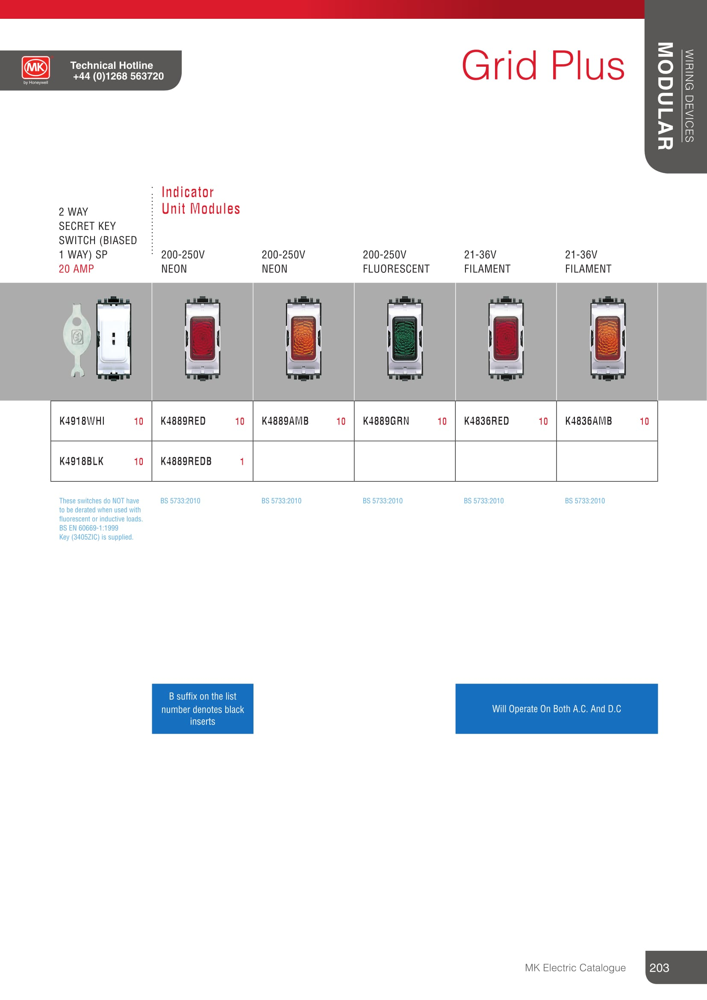 MK
by Honeywell
Technical Hotline
+44 (0)1268 563720
Grid Plus
WIRING DEVICES
MODULAR
2 WAY
SECRET KEY
SWITCH (BIASED
1 WAY) SP
20 AMP
Indicator
Unit Modules
200-250V
NEON
200-250V
NEON
200-250V
FLUORESCENT
21-36V
FILAMENT
21-36V
FILAMENT
MK
K4918WHI 10 K4889RED 10 K4889AMB 10 K4889GRN 10 K4836RED 10 K4836AMB 10
K4918BLK 10 K4889REDB 1
These switches do NOT have
to be derated when used with
fluorescent or inductive loads.
BS EN 60669-1:1999
Key (3405ZIC) is supplied.
BS 5733:2010
BS 5733:2010
BS 5733:2010
BS 5733:2010
BS 5733:2010
B suffix on the list
number denotes black
inserts
Will Operate On Both A.C. And D.C
MK Electric Catalogue
203